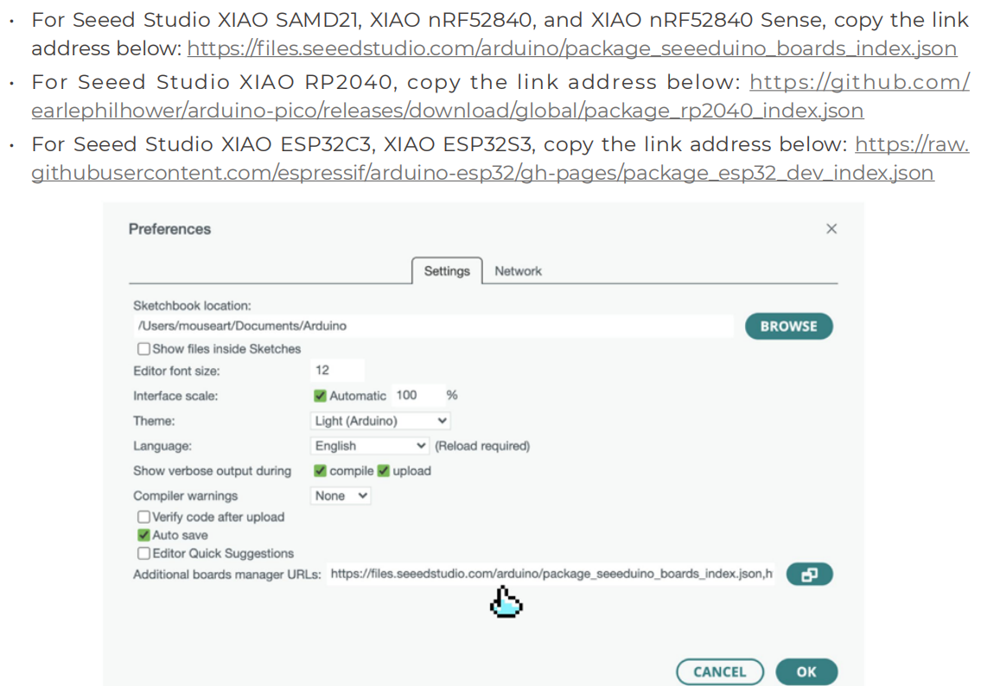 · For Seeed Studio XIAO SAMD21, XIAO nRF52840, and XIAO nRF52840 Sense, copy the link
address below: https://files.seeedstudio.com/arduino/package_seeeduino_boards_index.json
· For Seeed Studio XIAO RP2040, copy the link address below: https://github.com/
earlephilhower/arduino-pico/releases/download/global/package_rp2040_index.json
· For Seeed Studio XIAO ESP32C3, XIAO ESP32S3, copy the link address below: https://raw.
githubusercontent.com/espressif/arduino-esp32/gh-pages/package_esp32_dev_index.json
Preferences
Settings Network
Sketchbook location:
/Users/mouseart/Documents/Arduino BROWSE
Show files inside Sketches
Editor font size: 12
Interface scale: Automatic 100 %
Theme: Light (Arduino)
Language: English (Reload required)
Show verbose output during compile upload
Compiler warnings None
Verify code after upload
Auto save
Editor Quick Suggestions
Additional boards manager URLs: https://files.seeedstudio.com/arduino/package_seeeduino_boards_index.json,h
CANCEL OK